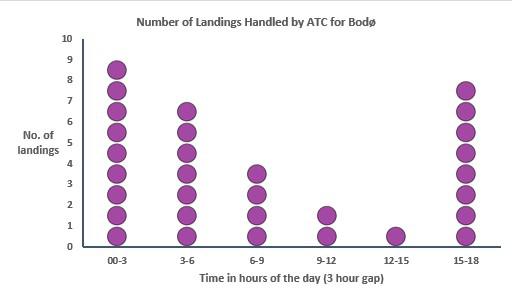 Number of Landings Handled by ATC for Bodø
10
9
8
7
6
5
4
3
2
1
0
No. of
landings
00-3 3-6 6-9 9-12 12-15 15-18
Time in hours of the day (3 hour gap)